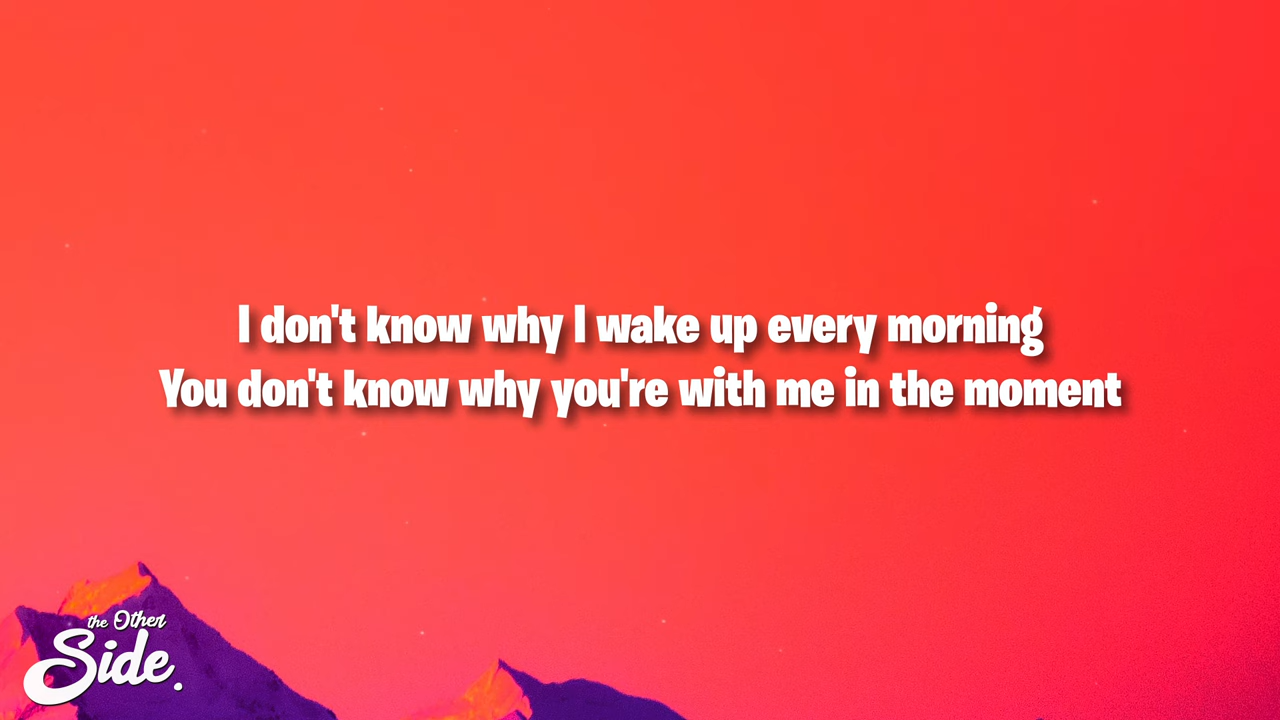 I don't know why I wake up every morning
You don't know why you're with me in the moment
the Other
Side.